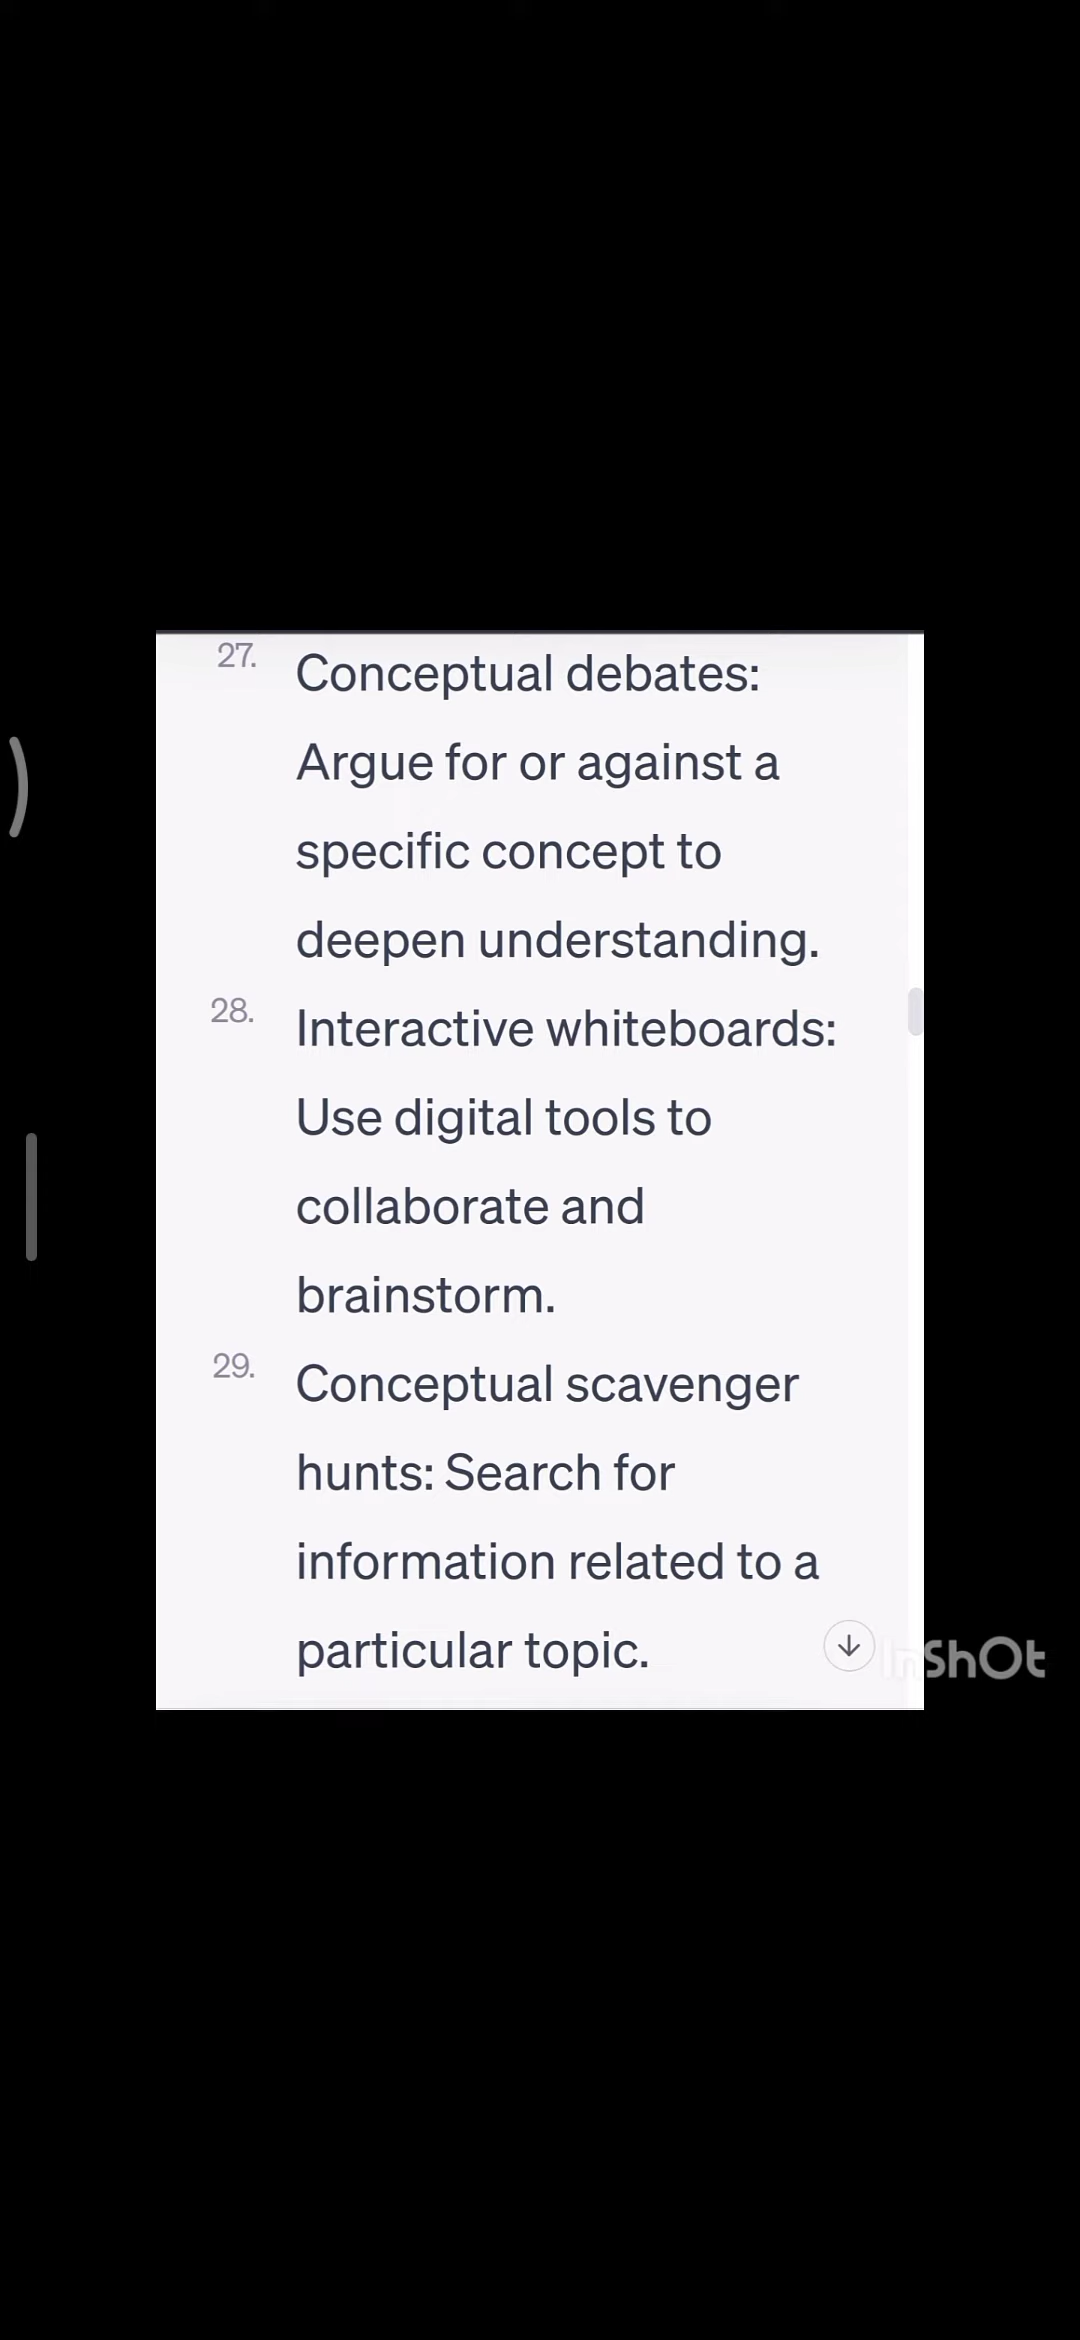 27. Conceptual debates:
Argue for or against a
specific concept to
deepen understanding.
28. Interactive whiteboards:
Use digital tools to
collaborate and
brainstorm.
29. Conceptual scavenger
hunts: Search for
information related to a
particular topic.
InShOt